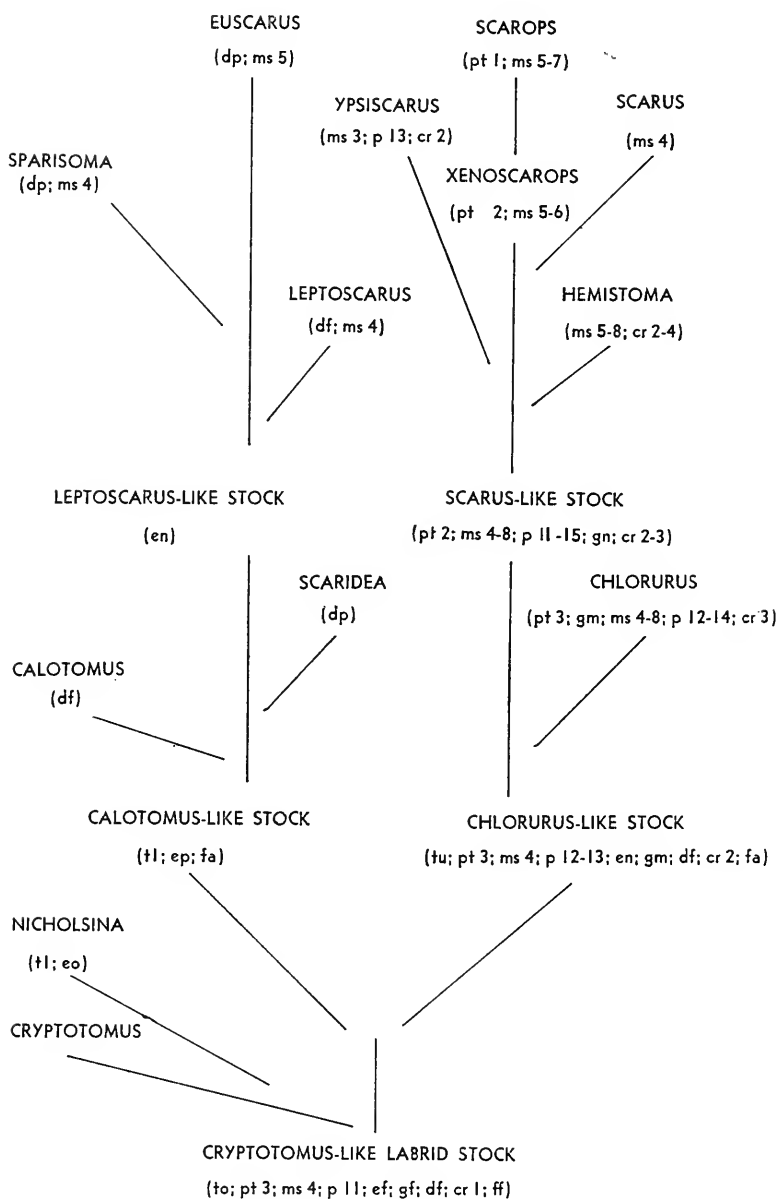 EUSCARUS
(dp; ms 5)
SCAROPS
(pt 1; ms 5-7)
YPSISCARUS
(ms 3; p 13; cr 2)
SCARUS
(ms 4)
SPARISOMA
(dp; ms 4)
XENOSCAROPS
(pt 2; ms 5-6)
LEPTOSCARUS
(df; ms 4)
HEMISTOMA
(ms 5-8; cr 2-4)
LEPTOSCARUS-LIKE STOCK
(en)
SCARUS-LIKE STOCK
(pt 2; ms 4-8; p 11-15; gn; cr 2-3)
SCARIDEA
(dp)
CHLORURUS
(pt 3; gm; ms 4-8; p 12-14; cr 3)
CALOTOMUS
(df)
CALOTOMUS-LIKE STOCK
(tl; ep; fa)
CHLORURUS-LIKE STOCK
(tu; pt 3; ms 4; p 12-13; en; gm; df; cr 2; fa)
NICHOLSINA
(tl; eo)
CRYPTOTOMUS
CRYPTOTOMUS-LIKE LABRID STOCK
(to; pt 3; ms 4; p 11; ef; gf; df; cr 1; ff)